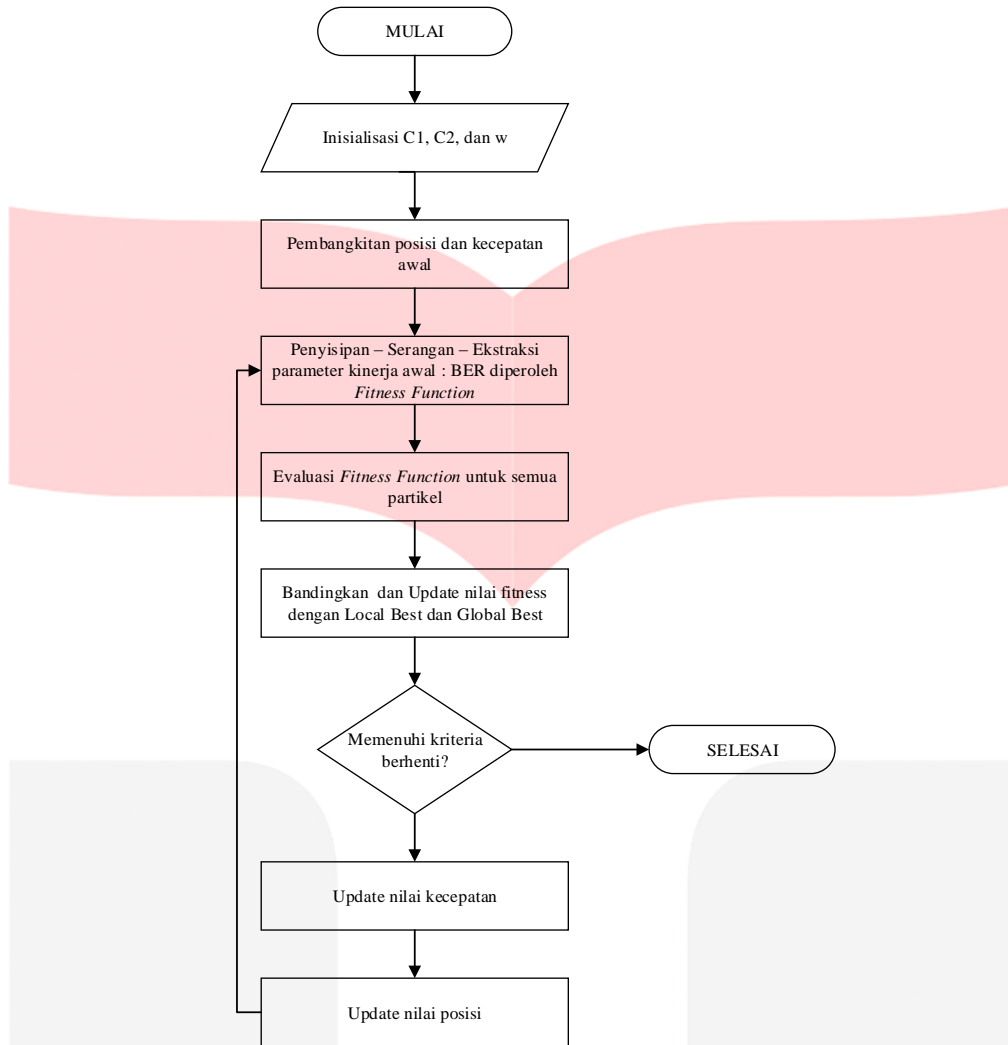 MULAI
Inisialisasi C1, C2, dan w
Pembangkitan posisi dan kecepatan
awal
Penyisipan – Serangan – Ekstraksi
parameter kinerja awal : BER diperoleh
Fitness Function
Evaluasi Fitness Function untuk semua
partikel
Bandingkan dan Update nilai fitness
dengan Local Best dan Global Best
Memenuhi kriteria
berhenti?
SELESAI
Update nilai kecepatan
Update nilai posisi